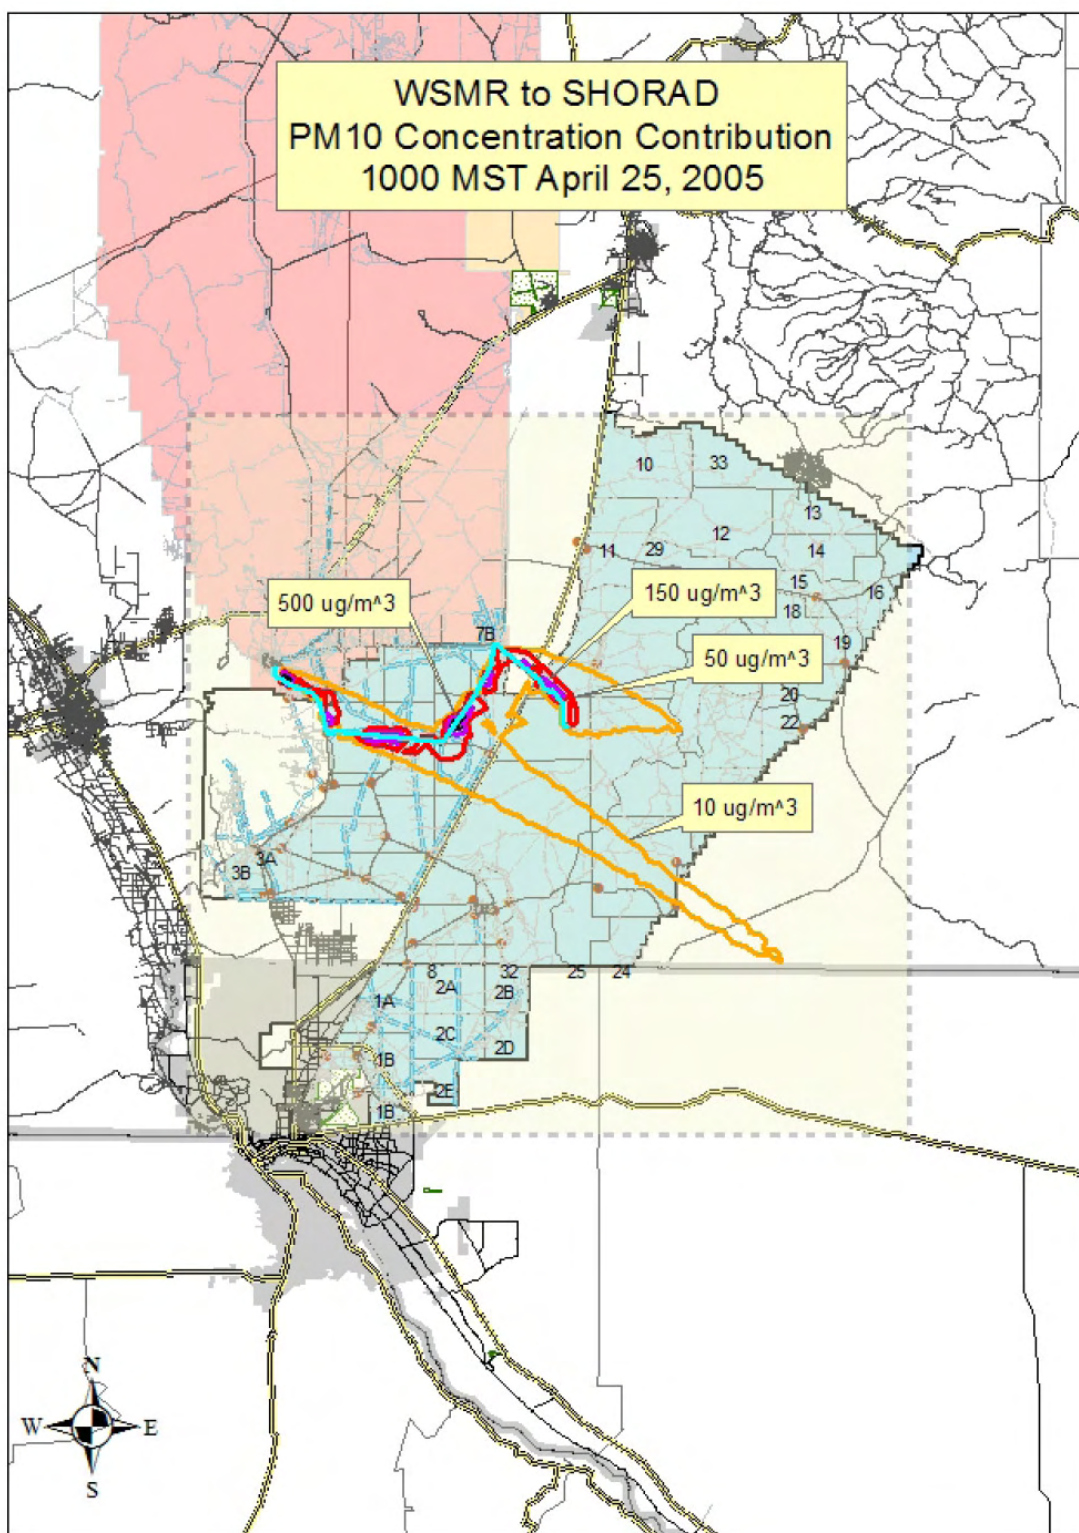 WSMR to SHORAD
PM10 Concentration Contribution
1000 MST April 25, 2005
10
33
13
12
11
29
14
150 ug/m^3
15
16
500 ug/m^3
18
7B
19
50 ug/m^3
20
22
10 ug/m^3
3A
3B
8
32
25
24
2A
2B
1A
2C
2D
1B
2E
1B
N
W
E
S